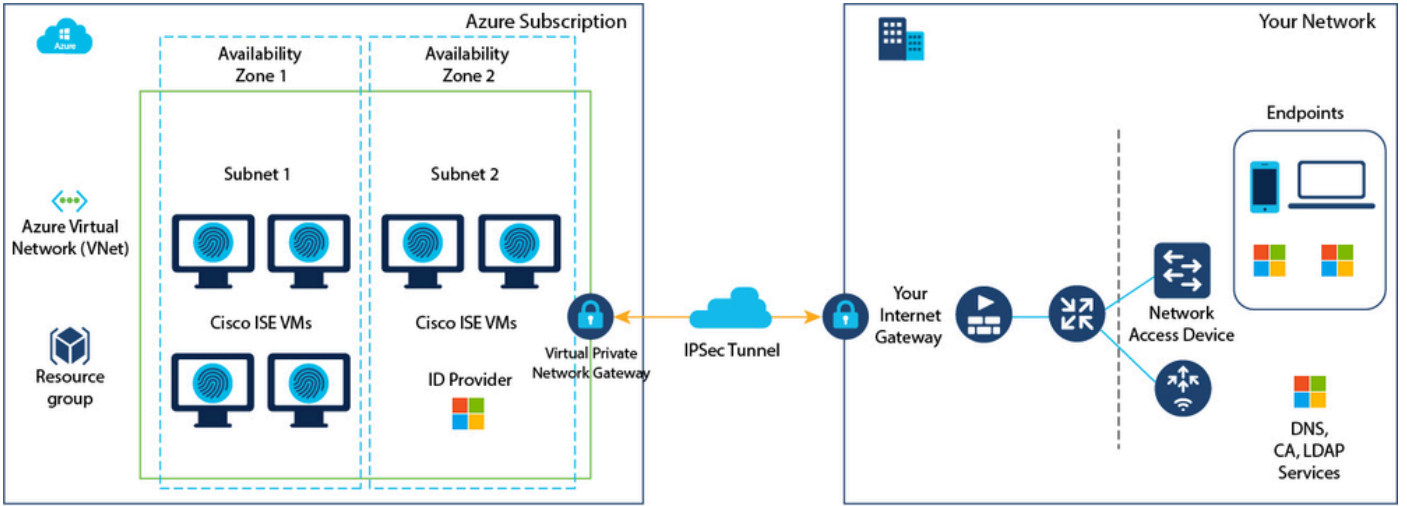 Azure Subscription
Azure
Availability
Zone 1
Availability
Zone 2
Subnet 1
Subnet 2
Azure Virtual
Network (VNet)
Cisco ISE VMs
Cisco ISE VMs
Resource
group
ID Provider
Virtual Private
Network Gateway
IPSec Tunnel
Your Network
Endpoints
Your
Internet
Gateway
Network
Access Device
DNS,
CA, LDAP
Services